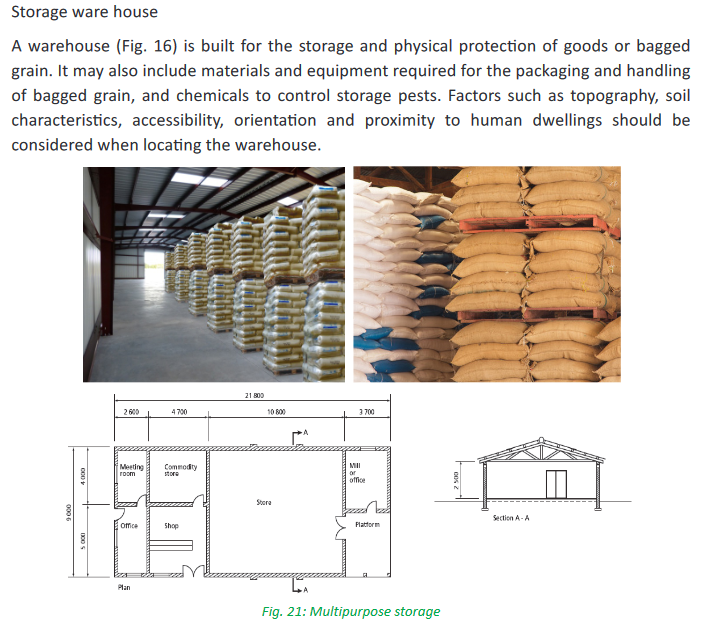 Storage ware house
A warehouse (Fig. 16) is built for the storage and physical protection of goods or bagged
grain. It may also include materials and equipment required for the packaging and handling
of bagged grain, and chemicals to control storage pests. Factors such as topography, soil
characteristics, accessibility, orientation and proximity to human dwellings should be
considered when locating the warehouse.
21 800
2 600 4 700 10 800 3 700
A
Meeting
room
Commodity
store
Mill
or
office
4 000
9 000
Store
2 500
Office
Shop
Platform
5 000
Section A - A
Plan
A
Fig. 21: Multipurpose storage